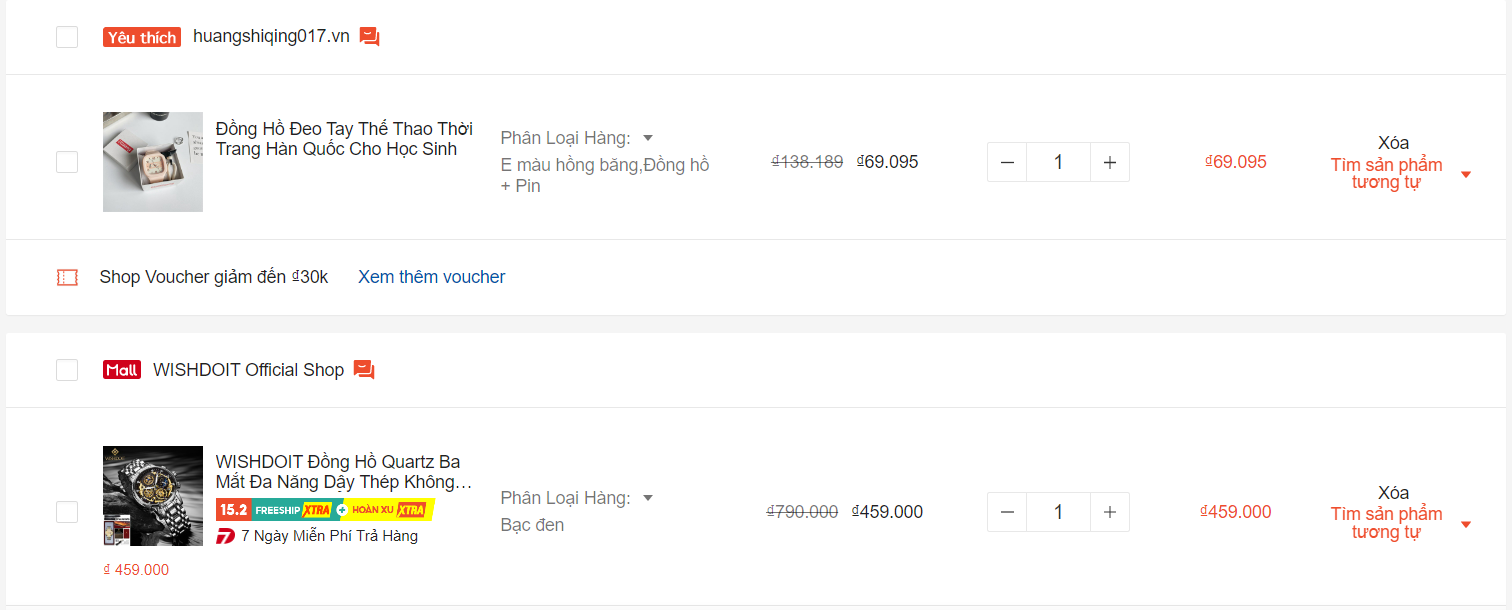 Yêu thích huangshiqing017.vn
Đồng Hồ Đeo Tay Thể Thao Thời
Trang Hàn Quốc Cho Học Sinh
Phân Loại Hàng:
E màu hồng băng,Đồng hồ
+ Pin
₫138.189 ₫69.095
1
₫69.095
Xóa
Tìm sản phẩm
tương tự
Shop Voucher giảm đến ₫30k Xem thêm voucher
Mall WISHDOIT Official Shop
WISHDOIT Đồng Hồ Quartz Ba
Mắt Đa Năng Dậy Thép Không…
15.2 FREESHIP XTRA + HOÀN XU XTRA
7 Ngày Miễn Phí Trả Hàng
₫ 459.000
Phân Loại Hàng:
Bạc đen
₫790.000 ₫459.000
1
₫459.000
Xóa
Tìm sản phẩm
tương tự